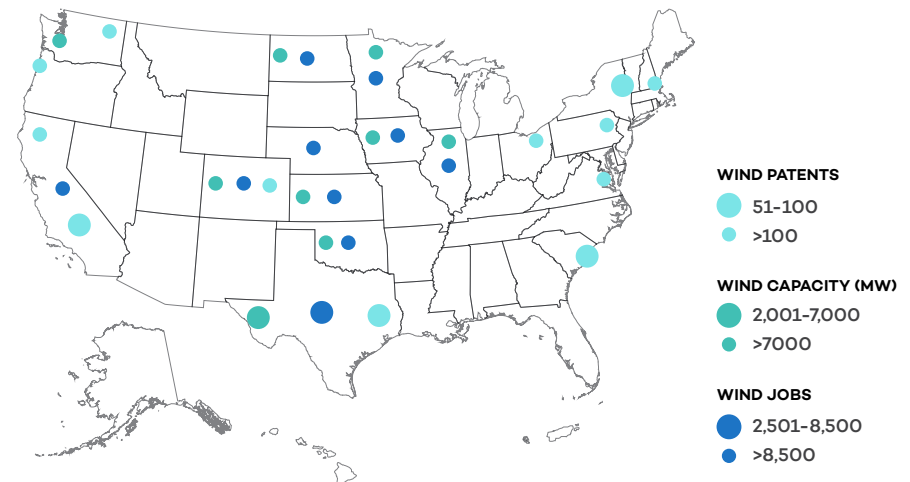 WIND PATENTS
51-100
>100
WIND CAPACITY (MW)
2,001-7,000
>7000
WIND JOBS
2,501-8,500
>8,500